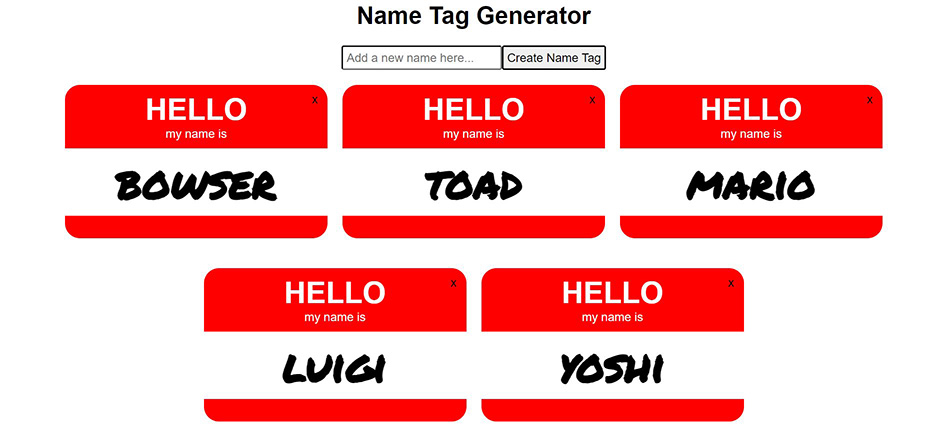 Name Tag Generator
Add a new name here... Create Name Tag
HELLO x
my name is
BOWSER
HELLO x
my name is
TOAD
HELLO x
my name is
MARIO
HELLO x
my name is
LUIGI
HELLO x
my name is
YOSHI